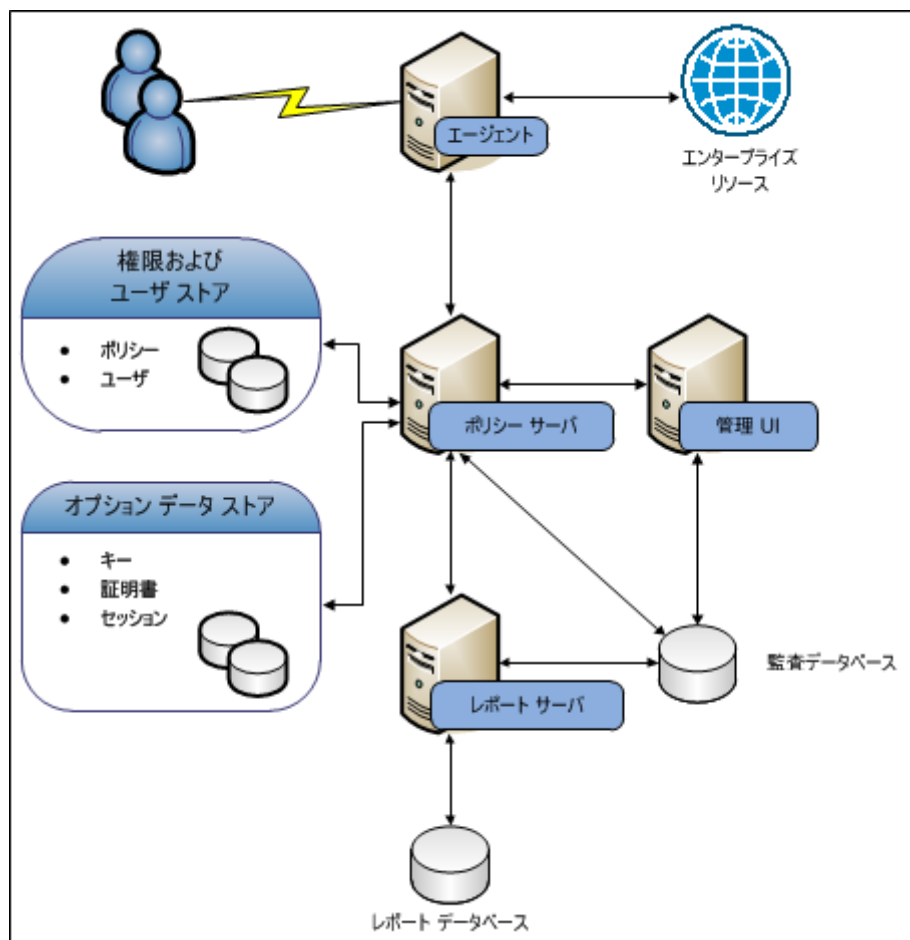 エージェント
エンタープライズ
リソース
権限および
ユーザ ストア
• ポリシー
• ユーザ
ポリシー サーバ
管理 UI
オプション データ ストア
• キー
• 証明書
• セッション
監査データベース
レポート サーバ
レポート データベース